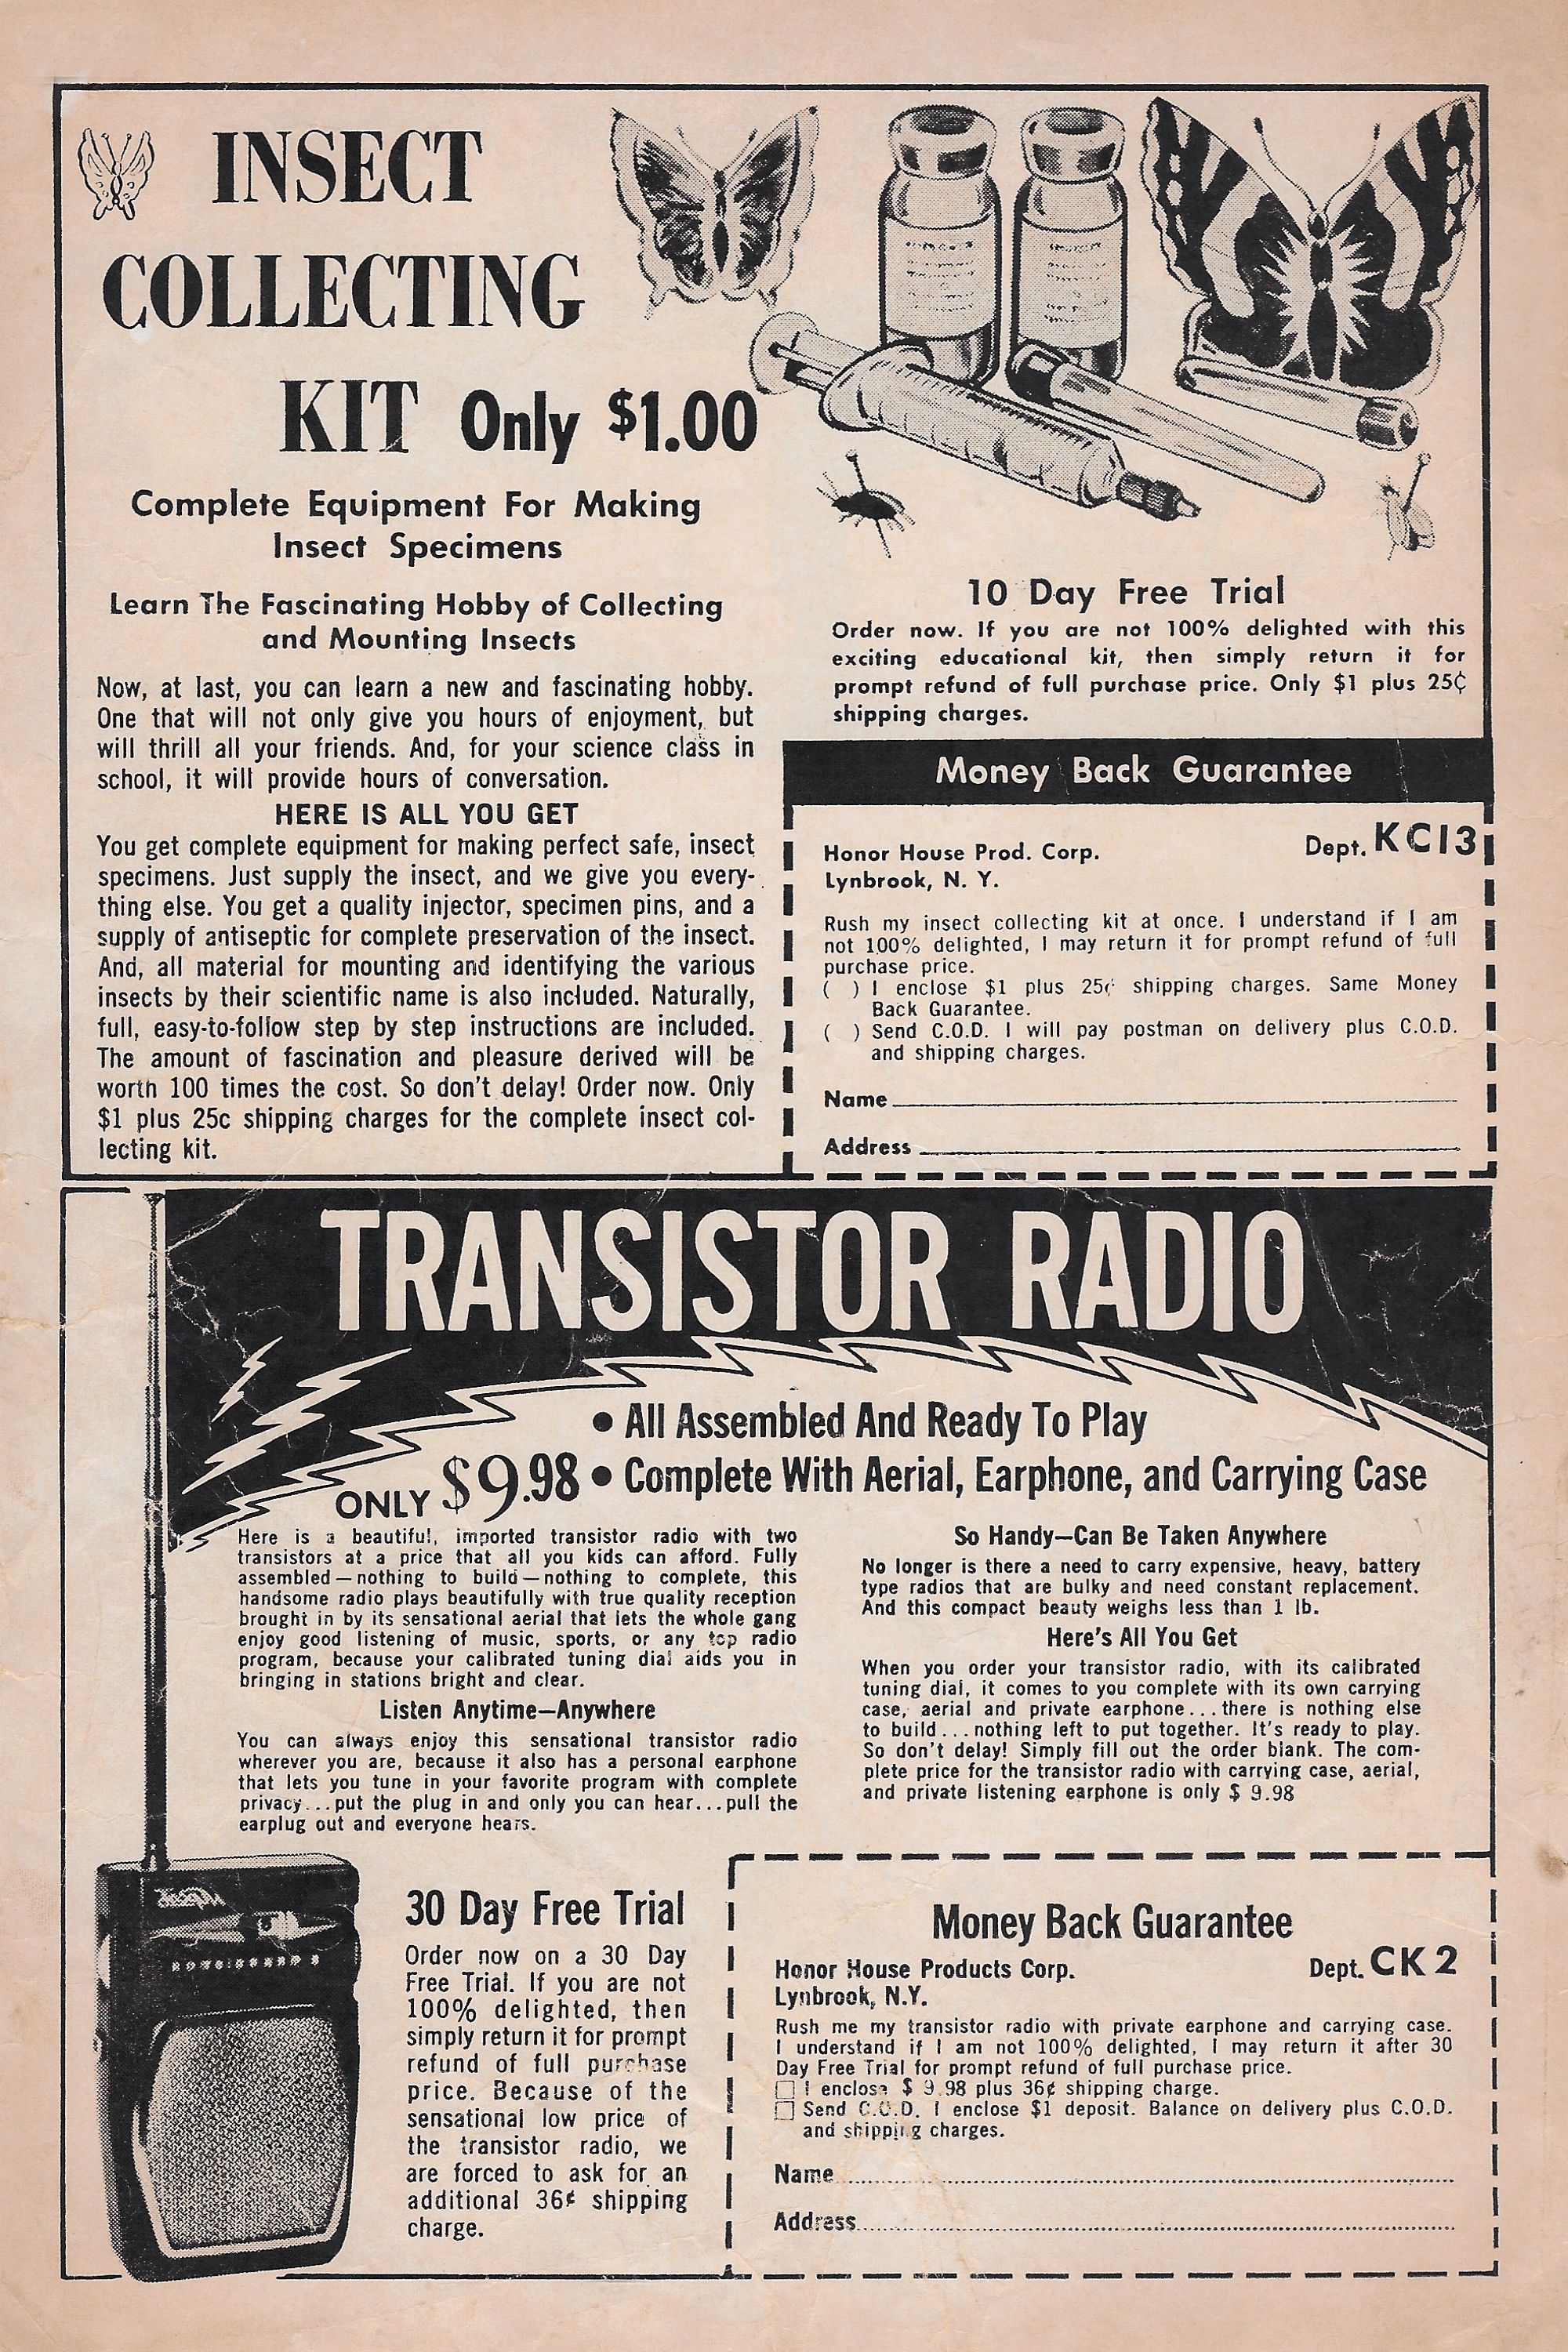 INSECT
COLLECTING
KIT Only $1.00
Complete Equipment For Making
Insect Specimens
Learn The Fascinating Hobby of Collecting
and Mounting Insects
Now, at last, you can learn a new and fascinating hobby.
One that will not only give you hours of enjoyment, but
will thrill all your friends. And, for your science class in
school, it will provide hours of conversation.
HERE IS ALL YOU GET
You get complete equipment for making perfect safe, insect
specimens. Just supply the insect, and we give you every-
thing else. You get a quality injector, specimen pins, and a
supply of antiseptic for complete preservation of the insect.
And, all material for mounting and identifying the various
insects by their scientific name is also included. Naturally,
full, easy-to-follow step by step instructions are included.
The amount of fascination and pleasure derived will be
worth 100 times the cost. So don't delay! Order now. Only
$1 plus 25c shipping charges for the complete insect col-
lecting kit.
10 Day Free Trial
Order now. If you are not 100% delighted with this
exciting educational kit, then simply return it for
prompt refund of full purchase price. Only $1 plus 25¢
shipping charges.
Money Back Guarantee
Honor House Prod. Corp. Dept. KC13
Lynbrook, N. Y.
Rush my insect collecting kit at once. I understand if I am
not 100% delighted, I may return it for prompt refund of full
purchase price.
( ) I enclose $1 plus 25¢ shipping charges. Same Money
Back Guarantee.
( ) Send C.O.D. I will pay postman on delivery plus C.O.D.
and shipping charges.
Name
Address
TRANSISTOR RADIO
• All Assembled And Ready To Play
ONLY $9.98 • Complete With Aerial, Earphone, and Carrying Case
Here is a beautiful, imported transistor radio with two
transistors at a price that all you kids can afford. Fully
assembled—nothing to build—nothing to complete, this
handsome radio plays beautifully with true quality reception
brought in by its sensational aerial that lets the whole gang
enjoy good listening of music, sports, or any top radio
program, because your calibrated tuning dial aids you in
bringing in stations bright and clear.
Listen Anytime—Anywhere
You can always enjoy this sensational transistor radio
wherever you are, because it also has a personal earphone
that lets you tune in your favorite program with complete
privacy...put the plug in and only you can hear...pull the
earplug out and everyone hears.
So Handy—Can Be Taken Anywhere
No longer is there a need to carry expensive, heavy, battery
type radios that are bulky and need constant replacement.
And this compact beauty weighs less than 1 lb.
Here's All You Get
When you order your transistor radio, with its calibrated
tuning dial, it comes to you complete with its own carrying
case, aerial and private earphone...there is nothing else
to build...nothing left to put together. It's ready to play.
So don't delay! Simply fill out the order blank. The com-
plete price for the transistor radio with carrying case, aerial,
and private listening earphone is only $ 9.98
30 Day Free Trial
Order now on a 30 Day
Free Trial. If you are not
100% delighted, then
simply return it for prompt
refund of full purchase
price. Because of the
sensational low price of
the transistor radio, we
are forced to ask for an
additional 36¢ shipping
charge.
Money Back Guarantee
Honor House Products Corp. Dept. CK 2
Lynbrook, N.Y.
Rush me my transistor radio with private earphone and carrying case.
I understand if I am not 100% delighted, I may return it after 30
Day Free Trial for prompt refund of full purchase price.
I enclose $ 9.98 plus 36¢ shipping charge.
Send C.O.D. I enclose $1 deposit. Balance on delivery plus C.O.D.
and shipping charges.
Name
Address